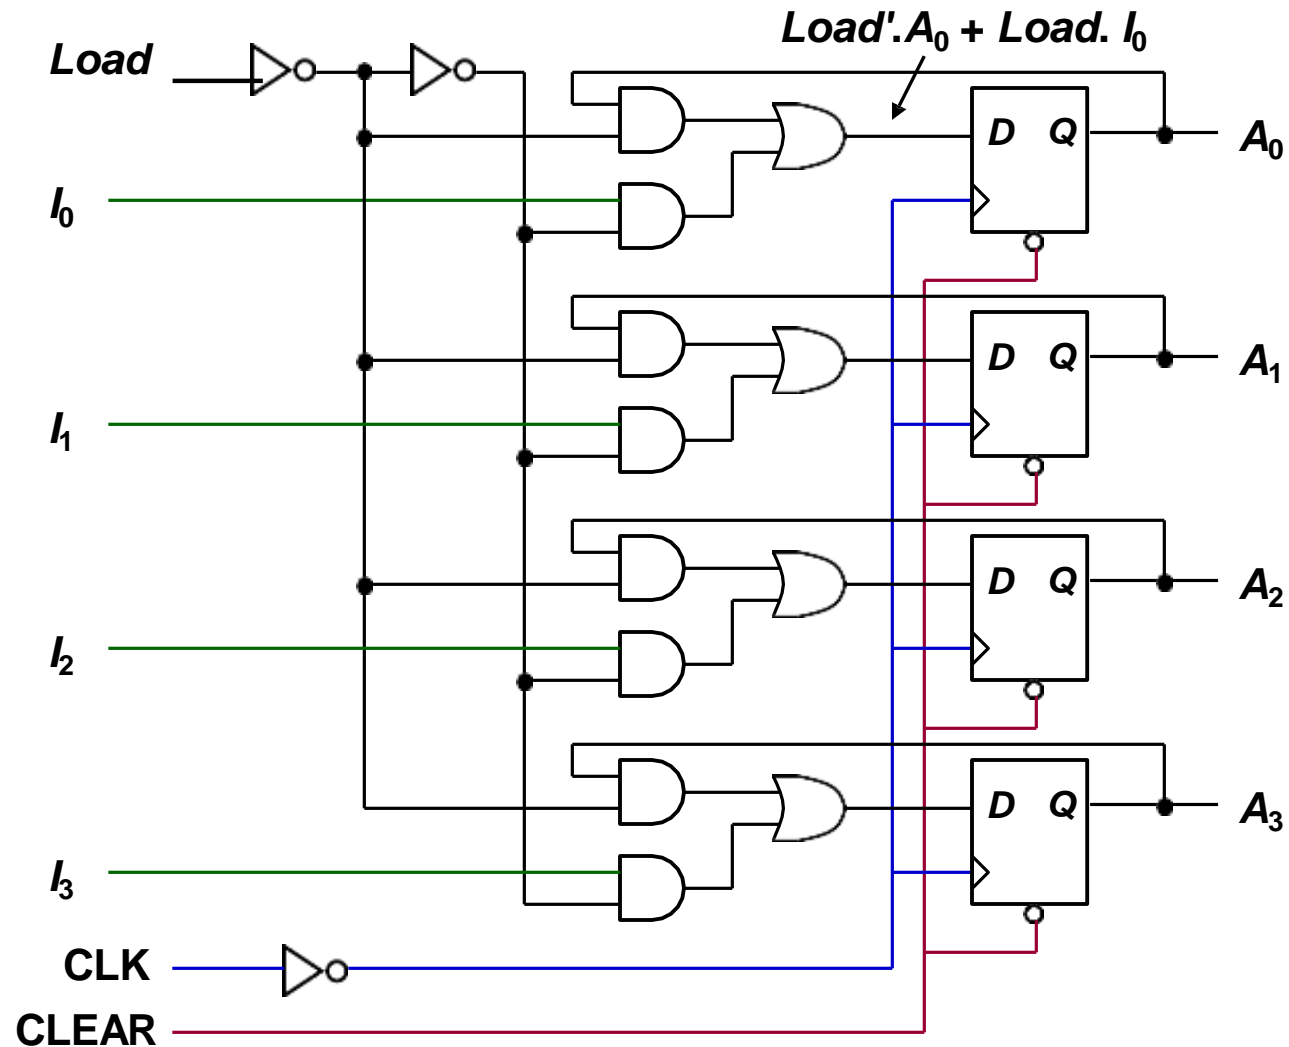 Load
Load'.A0 + Load. I0
D Q
A0
I0
D Q
A1
I1
D Q
A2
I2
D Q
A3
I3
CLK
CLEAR